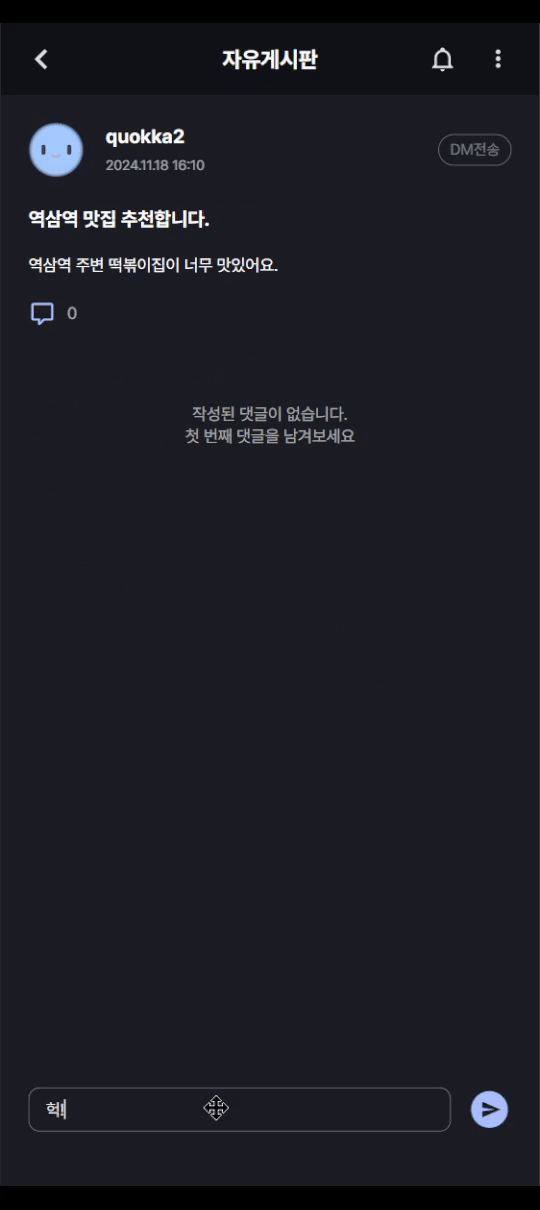 자유게시판
quokka2
2024.11.18 16:10
DM전송
역삼역 맛집 추천합니다.
역삼역 주변 떡볶이집이 너무 맛있어요.
0
작성된 댓글이 없습니다.
첫 번째 댓글을 남겨보세요
헉!